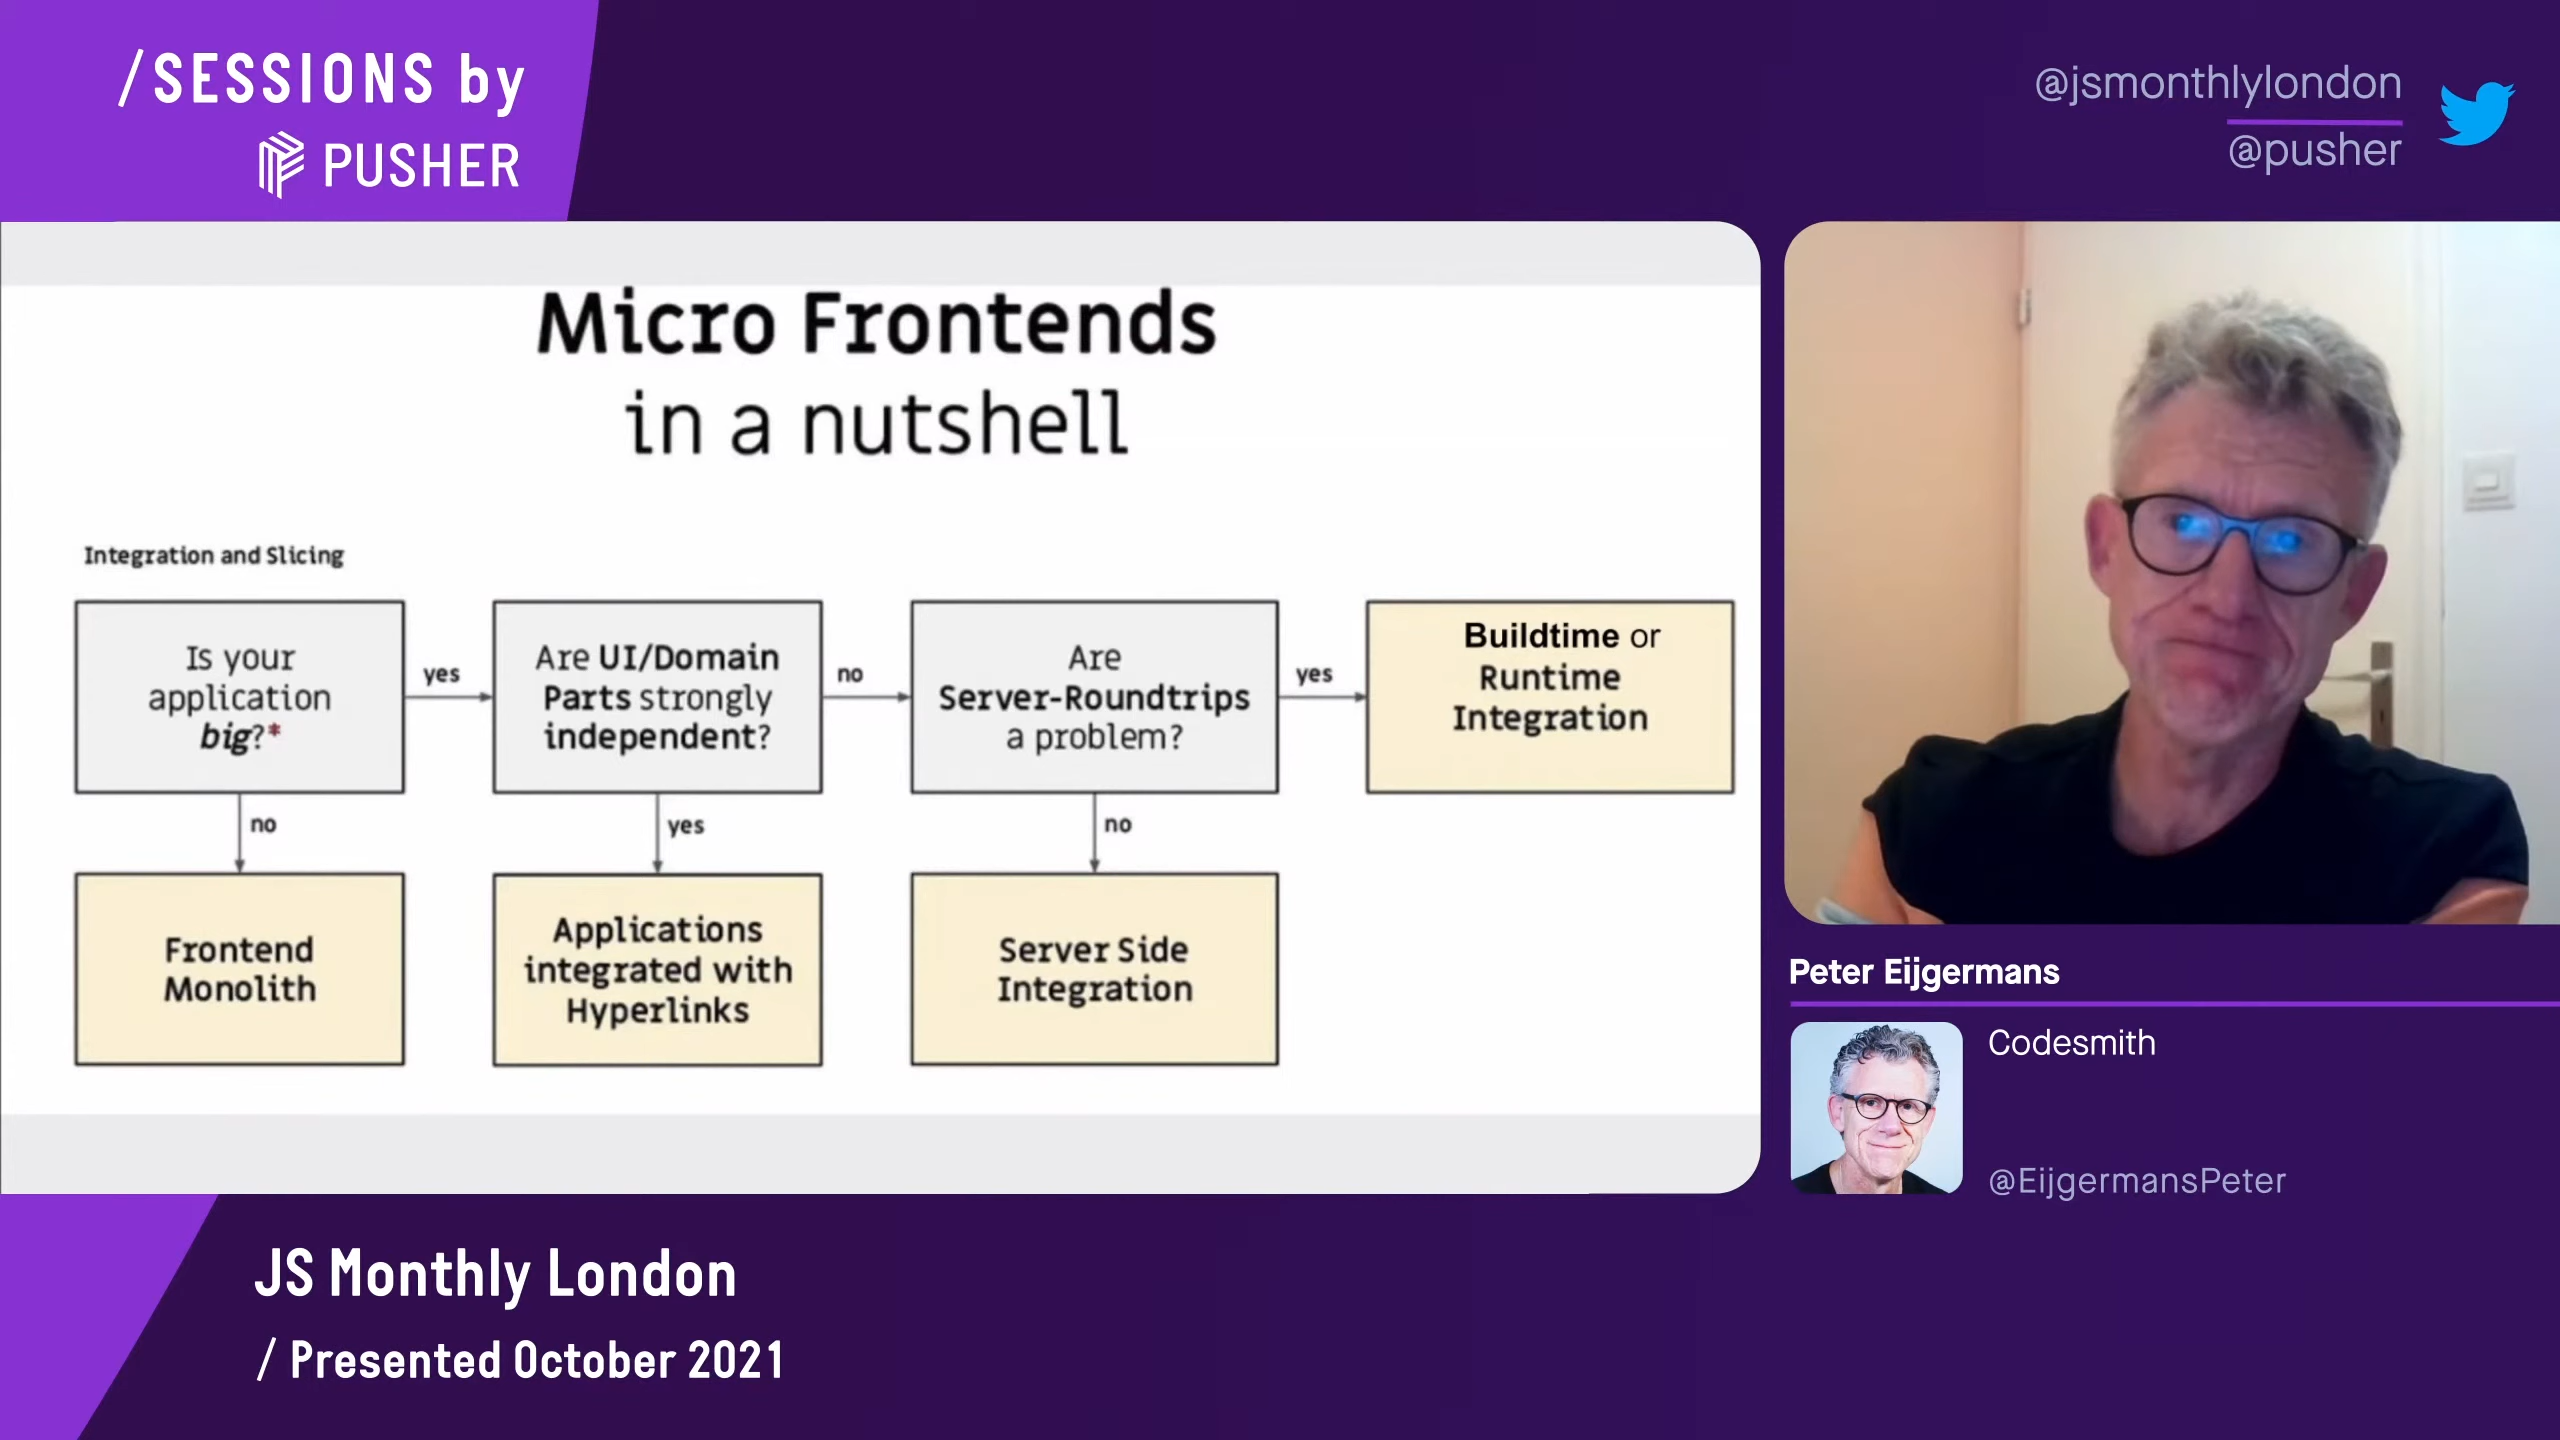 /SESSIONS by
PUSHER
@jsmonthlylondon
@pusher
Micro Frontends
in a nutshell
Integration and Slicing
Is your
application
big?*
yes
Are UI/Domain
Parts strongly
independent?
no
Are
Server-Roundtrips
a problem?
yes
Buildtime or
Runtime
Integration
no
yes
no
Frontend
Monolith
Applications
integrated with
Hyperlinks
Server Side
Integration
Peter Eijgermans
Codesmith
@EijgermansPeter
JS Monthly London
/ Presented October 2021